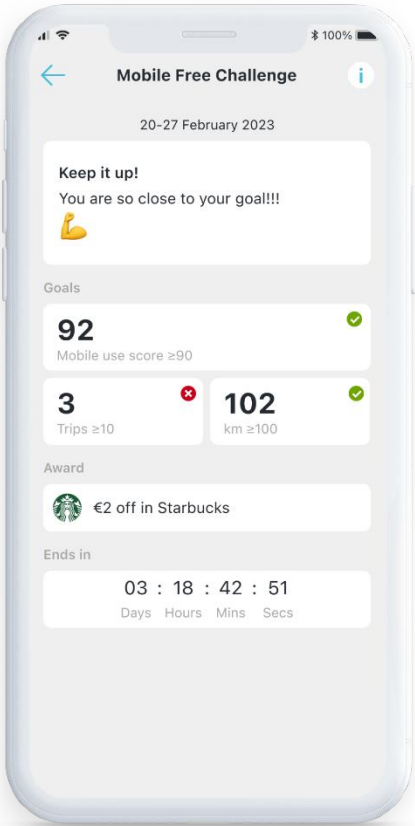 100%
Mobile Free Challenge
i
20-27 February 2023
Keep it up!
You are so close to your goal!!!
Goals
92
Mobile use score ≥90
3
Trips ≥10
102
km ≥100
Award
€2 off in Starbucks
Ends in
03 : 18 : 42 : 51
Days Hours Mins Secs